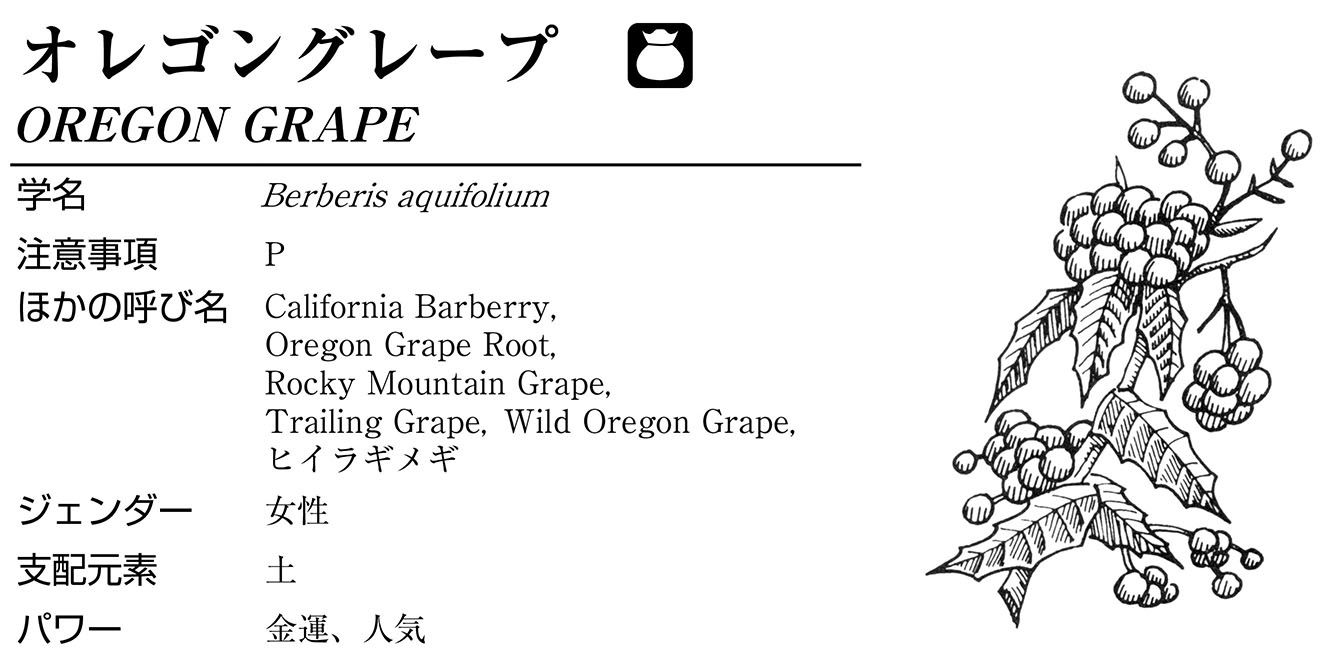 オレゴングレープ
OREGON GRAPE
学名 Berberis aquifolium
注意事項 P
ほかの呼び名 California Barberry,
Oregon Grape Root,
Rocky Mountain Grape,
Trailing Grape, Wild Oregon Grape,
ヒイラギメギ
ジェンダー 女性
支配元素 土
パワー 金運、人気